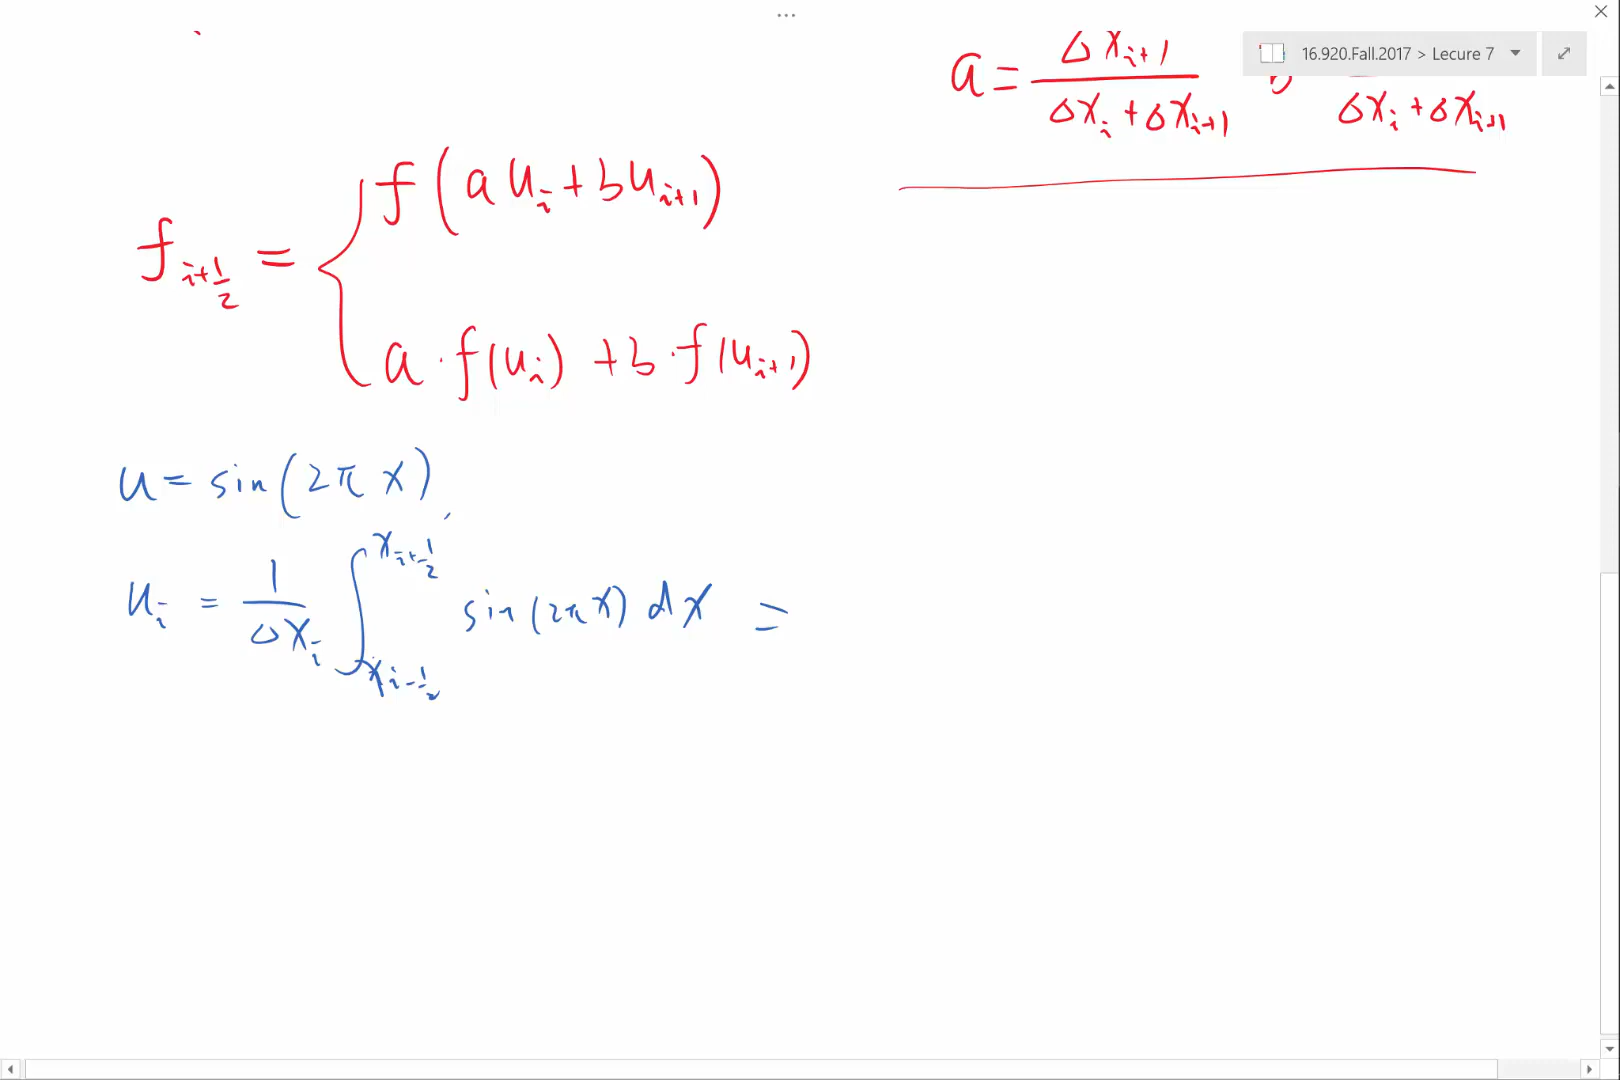 16.920.Fall.2017 > Lecure 7
a = Δx_{i+1} / (Δx_i + Δx_{i+1})
Δx_i + Δx_{i+1}
f_{i+1/2} = { f(a u_i + b u_{i+1})
a · f(u_i) + b · f(u_{i+1})
u = sin(2π x)
u_i = 1/Δx_i ∫_{x_{i-1/2}}^{x_{i+1/2}} sin(2π x) dx =